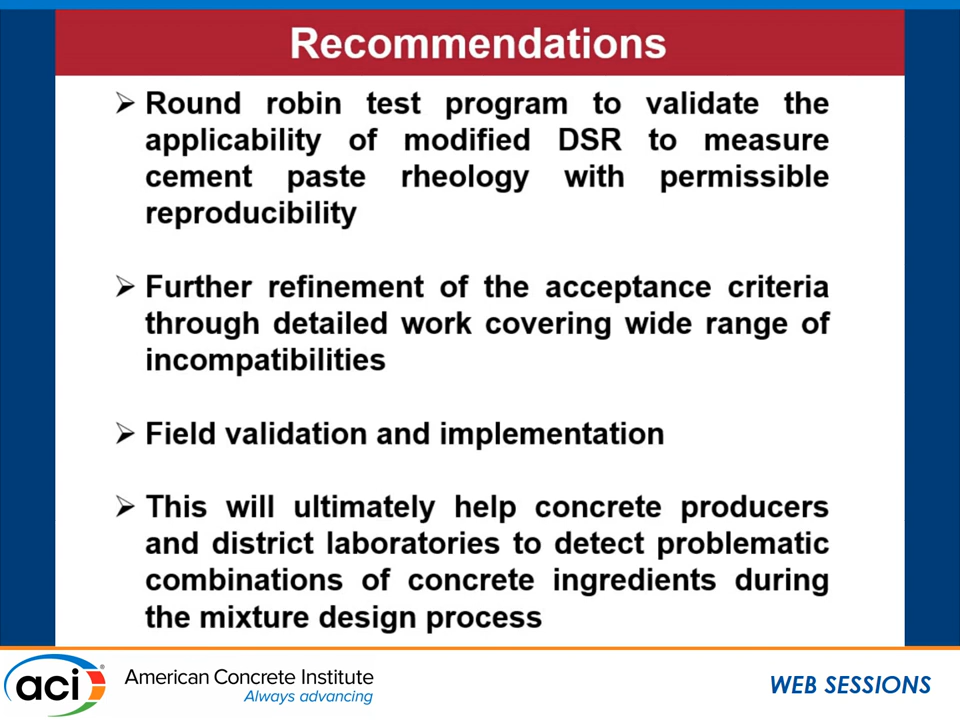 Recommendations
➢ Round robin test program to validate the
applicability of modified DSR to measure
cement paste rheology with permissible
reproducibility
➢ Further refinement of the acceptance criteria
through detailed work covering wide range of
incompatibilities
➢ Field validation and implementation
➢ This will ultimately help concrete producers
and district laboratories to detect problematic
combinations of concrete ingredients during
the mixture design process
aci®
American Concrete Institute
Always advancing
WEB SESSIONS